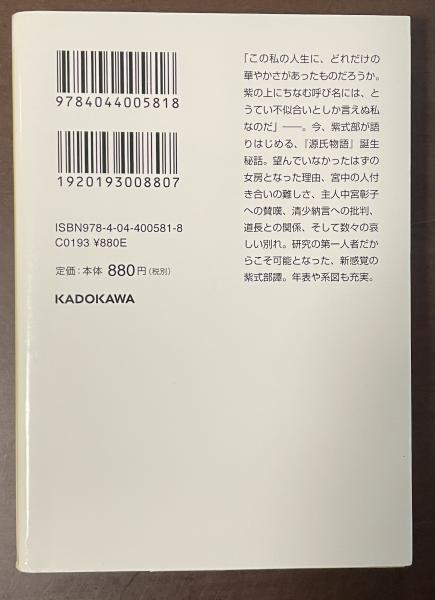 9784044005818
1920193008807
ISBN978-4-04-400581-8
C0193 ¥880E
定価:本体880円(税別)
KADOKAWA
「この私の人生に、どれだけの
華やかさがあったものだろうか。
紫の上にちなむ呼び名には、と
うてい不似合いとしか言えぬ私
なのだ」――。今、紫式部が語
りはじめる、『源氏物語』誕生
秘話。望んでいなかったはずの
女房となった理由、宮中の人付
き合いの難しさ、主人中宮彰子
への賛嘆、清少納言への批判、
道長との関係、そして数々の哀
しい別れ。研究の第一人者だか
らこそ可能となった、新感覚の
紫式部譚。年表や系図も充実。